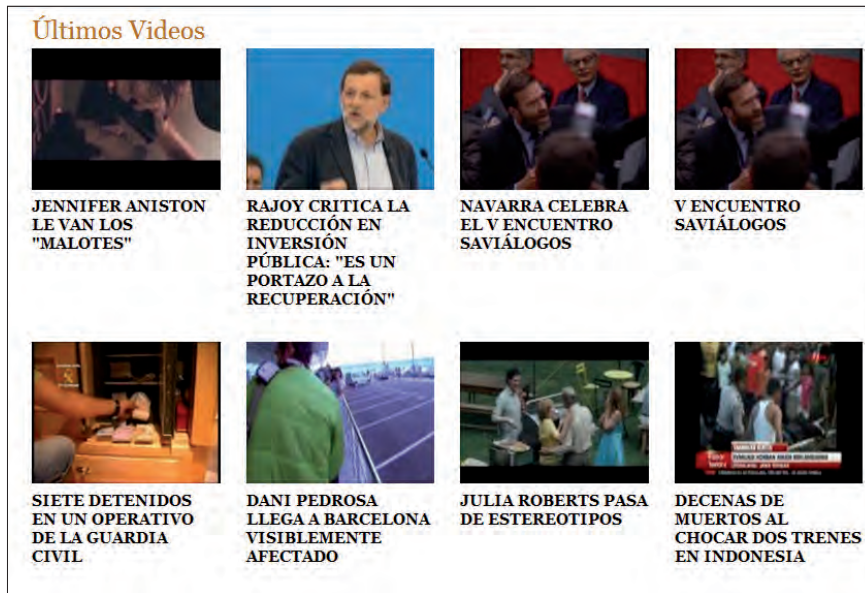 Últimos Videos
JENNIFER ANISTON
LE VAN LOS
"MALOTES"
RAJOY CRITICA LA
REDUCCIÓN EN
INVERSIÓN
PÚBLICA: "ES UN
PORTAZO A LA
RECUPERACIÓN"
NAVARRA CELEBRA
EL V ENCUENTRO
SAVIÁLOGOS
V ENCUENTRO
SAVIÁLOGOS
SIETE DETENIDOS
EN UN OPERATIVO
DE LA GUARDIA
CIVIL
DANI PEDROSA
LLEGA A BARCELONA
VISIBLEMENTE
AFECTADO
JULIA ROBERTS PASA
DE ESTEREOTIPOS
DECENAS DE
MUERTOS AL
CHOCAR DOS TRENES
EN INDONESIA